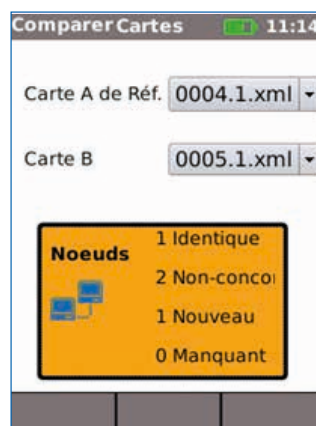 Comparer Cartes 11:14
Carte A de Réf. 0004.1.xml
Carte B 0005.1.xml
Noeuds
1 Identique
2 Non-concor
1 Nouveau
0 Manquant